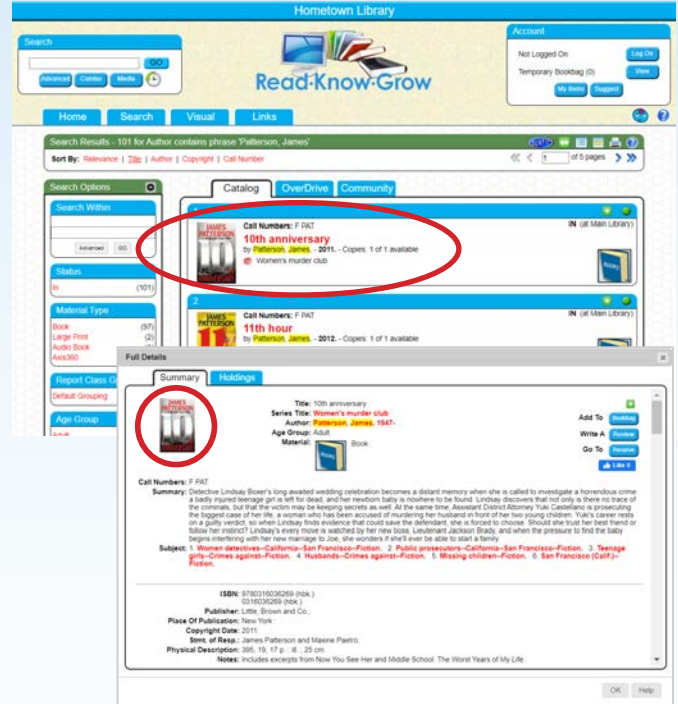 Hometown Library
Search
GO
Advanced Combo Media
Read·Know·Grow
Account
Not Logged On Log On
Temporary Bookbag (0) View
My Items Suggest
Home Search Visual Links
Search Results - 101 for Author contains phrase 'Patterson, James'
Sort By: Relevance | Title | Author | Copyright | Call Number
1 of 5 pages
Search Options
Search Within
Advanced GO
Status
In (101)
Material Type
Book (97)
Large Print (2)
Audio Book
Axis360
Report Class G
Default Grouping
Age Group
Adult
Catalog OverDrive Community
1.
JAMES PATTERSON
10
Call Numbers: F PAT
10th anniversary
by Patterson, James. - 2011. - Copies: 1 of 1 available
Women's murder club
IN (at Main Library)
BOOKS
2.
JAMES PATTERSON
11
Call Numbers: F PAT
11th hour
by Patterson, James. - 2012. - Copies: 1 of 1 available
IN (at Main Library)
Full Details
Summary Holdings
JAMES PATTERSON
10
Title: 10th anniversary
Series Title: Women's murder club
Author: Patterson, James, 1947-
Age Group: Adult
Material: Book
BOOKS
Add To Bookbag
Write A Review
Go To Reserve
Like 0
Call Numbers: F PAT
Summary: Detective Lindsay Boxer's long awaited wedding celebration becomes a distant memory when she is called to investigate a horrendous crime
a badly injured teenage girl is left for dead, and her newborn baby is nowhere to be found. Lindsay discovers that not only is there no trace of
the criminals, but that the victim may be keeping secrets as well. At the same time, Assistant District Attorney Yuki Castellano is prosecuting
the biggest case of her life, a woman who has been accused of murdering her husband in front of her two young children. Yuki's career rests
on a guilty verdict, so when Lindsay finds evidence that could save the defendant, she is forced to choose. Should she trust her best friend or
follow her instinct? Lindsay's every move is watched by her new boss, Lieutenant Jackson Brady, and when the pressure to find the baby
begins interfering with her new marriage to Joe, she wonders if she'll ever be able to start a family.
Subject: 1. Women detectives--California--San Francisco--Fiction. 2. Public prosecutors--California--San Francisco--Fiction. 3. Teenage
girls--Crimes against--Fiction. 4. Husbands--Crimes against--Fiction. 5. Missing children--Fiction. 6. San Francisco (Calif.)--
Fiction.
ISBN: 9780316036269 (hbk.)
0316036269 (hbk.)
Publisher: Little, Brown and Co.,
Place Of Publication: New York :
Copyright Date: 2011.
Stmt. of Resp.: James Patterson and Maxine Paetro.
Physical Description: 395, 19, 17 p. : ill. ; 25 cm.
Notes: Includes excerpts from Now You See Her and Middle School: The Worst Years of My Life.
OK Help